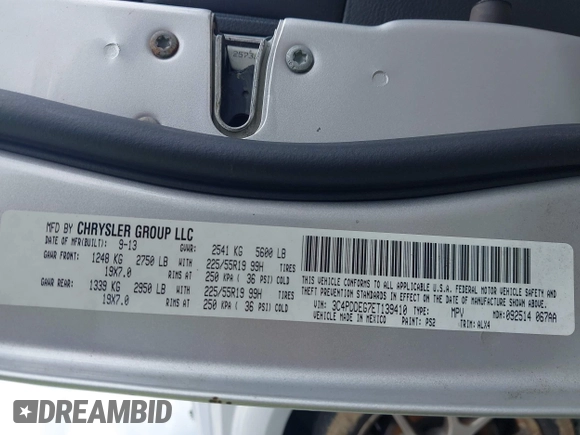 2573
MFD BY CHRYSLER GROUP LLC
DATE OF MFR(BUILT): 9-13 GVWR: 2541 KG 5600 LB
GAWR FRONT: 1248 KG 2750 LB WITH 225/55R19 99H TIRES
19X7.0 RIMS AT 250 KPA ( 36 PSI) COLD
GAWR REAR: 1339 KG 2950 LB WITH 225/55R19 99H TIRES
19X7.0 RIMS AT 250 KPA ( 36 PSI) COLD
THIS VEHICLE CONFORMS TO ALL APPLICABLE U.S.A. FEDERAL MOTOR VEHICLE SAFETY AND
THEFT PREVENTION STANDARDS IN EFFECT ON THE DATE OF MANUFACTURE SHOWN ABOVE.
VIN: 3C4PDDEG7ET139410 TYPE: MPV MDH: 092514 067AA
VEHICLE MADE IN MEXICO PAINT: PS2 TRIM: ALX4
DREAMBID